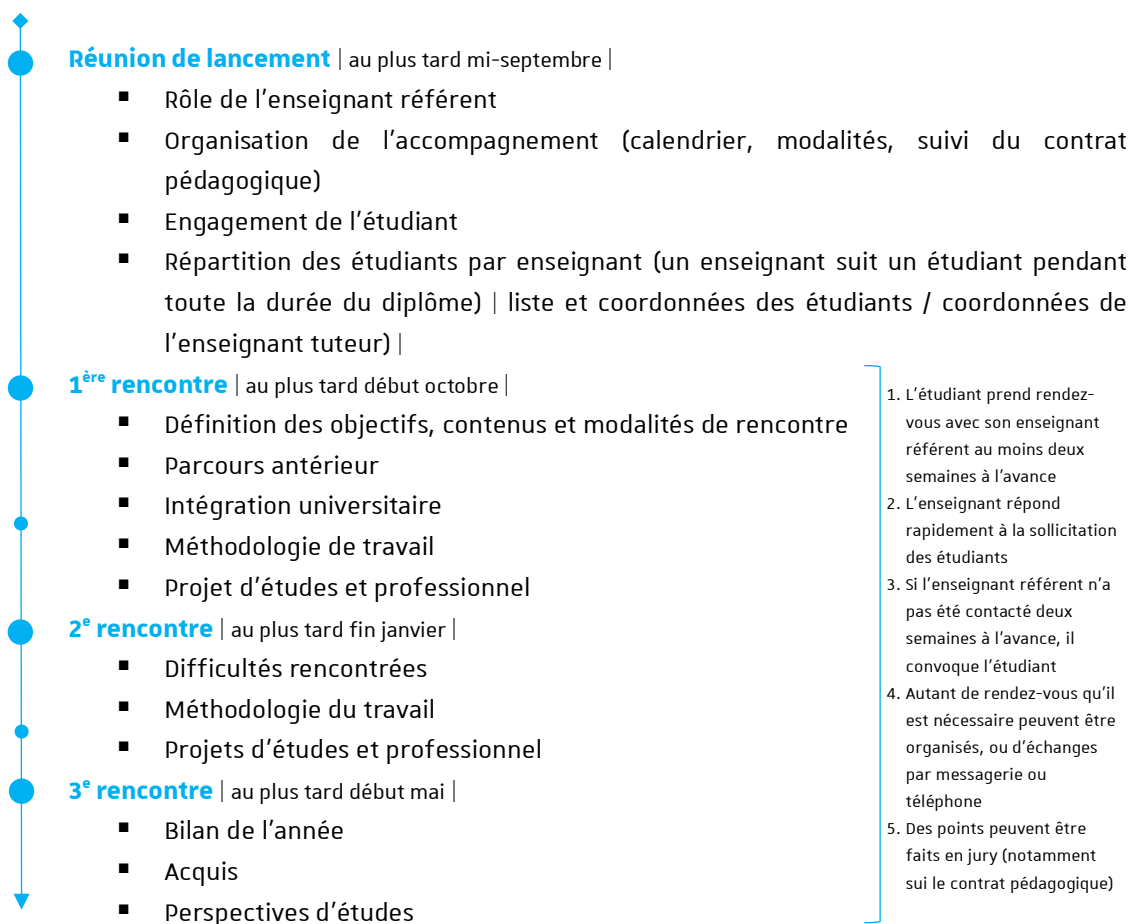 Réunion de lancement | au plus tard mi-septembre |
▪ Rôle de l'enseignant référent
▪ Organisation de l'accompagnement (calendrier, modalités, suivi du contrat
pédagogique)
▪ Engagement de l'étudiant
▪ Répartition des étudiants par enseignant (un enseignant suit un étudiant pendant
toute la durée du diplôme) | liste et coordonnées des étudiants / coordonnées de
l'enseignant tuteur) |
1ère rencontre | au plus tard début octobre |
▪ Définition des objectifs, contenus et modalités de rencontre
▪ Parcours antérieur
▪ Intégration universitaire
▪ Méthodologie de travail
▪ Projet d'études et professionnel
2e rencontre | au plus tard fin janvier |
▪ Difficultés rencontrées
▪ Méthodologie du travail
▪ Projets d'études et professionnel
3e rencontre | au plus tard début mai |
▪ Bilan de l'année
▪ Acquis
▪ Perspectives d'études
1. L'étudiant prend rendez-
vous avec son enseignant
référent au moins deux
semaines à l'avance
2. L'enseignant répond
rapidement à la sollicitation
des étudiants
3. Si l'enseignant référent n'a
pas été contacté deux
semaines à l'avance, il
convoque l'étudiant
4. Autant de rendez-vous qu'il
est nécessaire peuvent être
organisés, ou d'échanges
par messagerie ou
téléphone
5. Des points peuvent être
faits en jury (notamment
sui le contrat pédagogique)